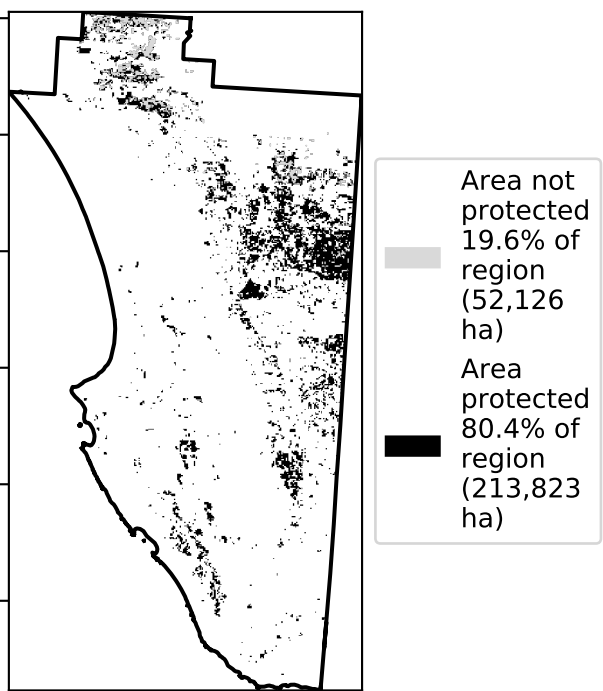 Area not
protected
19.6% of
region
(52,126
ha)
Area
protected
80.4% of
region
(213,823
ha)